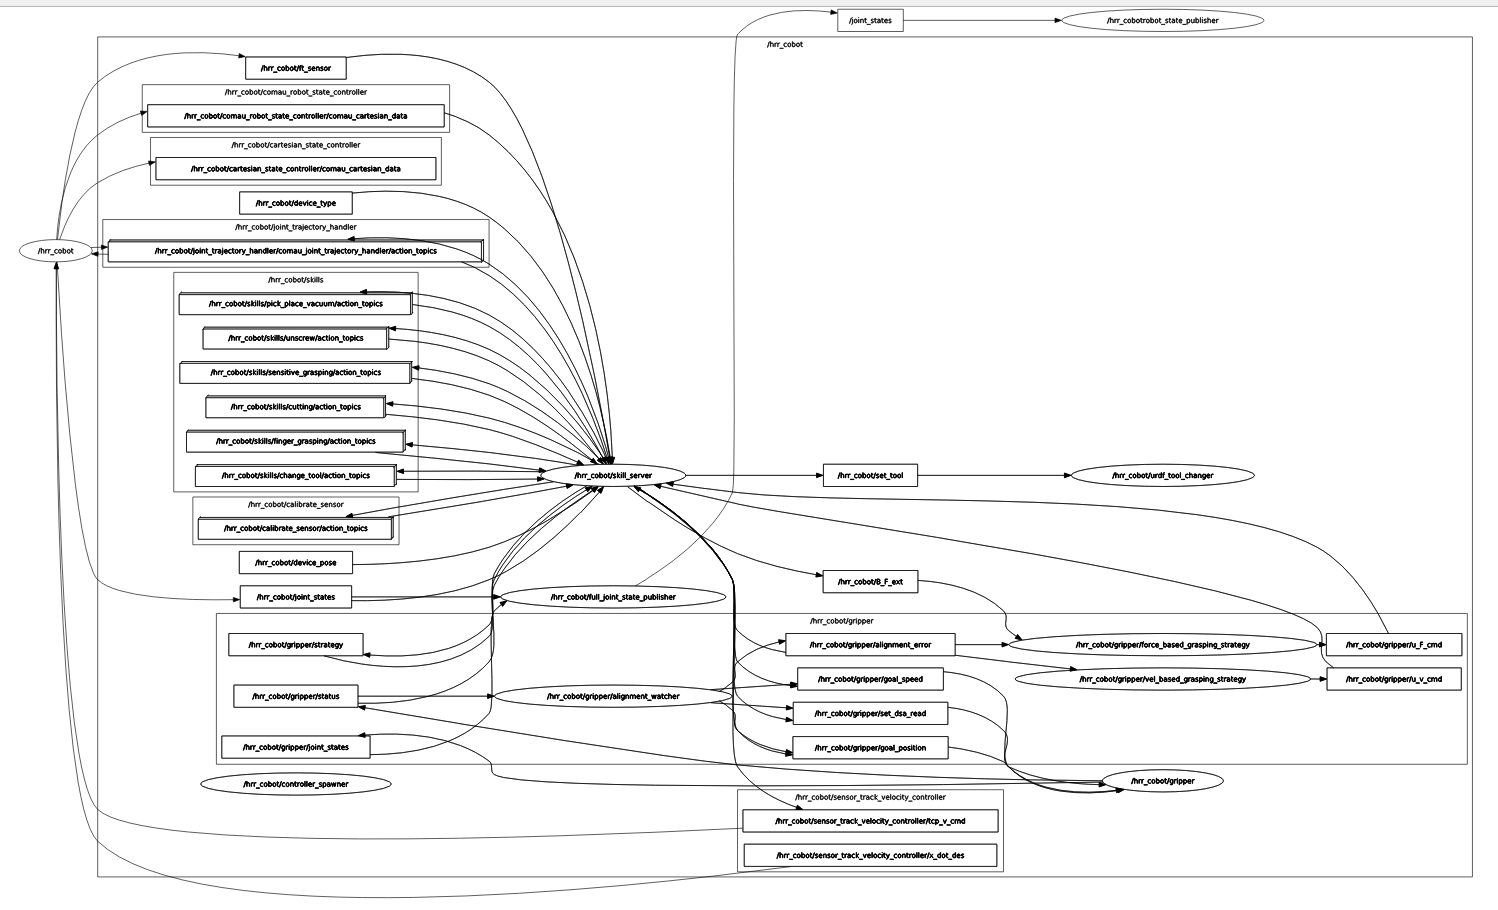 /joint_states
/hrr_cobotrobot_state_publisher
/hrr_cobot
/hrr_cobot/ft_sensor
/hrr_cobot/comau_robot_state_controller
/hrr_cobot/comau_robot_state_controller/comau_cartesian_data
/hrr_cobot/cartesian_state_controller
/hrr_cobot/cartesian_state_controller/comau_cartesian_data
/hrr_cobot/device_type
/hrr_cobot/joint_trajectory_handler
/hrr_cobot
/hrr_cobot/joint_trajectory_handler/comau_joint_trajectory_handler/action_topics
/hrr_cobot/skills
/hrr_cobot/skills/pick_place_vacuum/action_topics
/hrr_cobot/skills/unscrew/action_topics
/hrr_cobot/skills/sensitive_grasping/action_topics
/hrr_cobot/skills/cutting/action_topics
/hrr_cobot/skills/finger_grasping/action_topics
/hrr_cobot/skills/change_tool/action_topics
/hrr_cobot/skill_server
/hrr_cobot/set_tool
/hrr_cobot/urdf_tool_changer
/hrr_cobot/calibrate_sensor
/hrr_cobot/calibrate_sensor/action_topics
/hrr_cobot/device_pose
/hrr_cobot/B_F_ext
/hrr_cobot/joint_states
/hrr_cobot/full_joint_state_publisher
/hrr_cobot/gripper
/hrr_cobot/gripper/strategy
/hrr_cobot/gripper/alignment_error
/hrr_cobot/gripper/force_based_grasping_strategy
/hrr_cobot/gripper/u_F_cmd
/hrr_cobot/gripper/goal_speed
/hrr_cobot/gripper/vel_based_grasping_strategy
/hrr_cobot/gripper/u_v_cmd
/hrr_cobot/gripper/status
/hrr_cobot/gripper/alignment_watcher
/hrr_cobot/gripper/set_dsa_read
/hrr_cobot/gripper/joint_states
/hrr_cobot/gripper/goal_position
/hrr_cobot/controller_spawner
/hrr_cobot/gripper
/hrr_cobot/sensor_track_velocity_controller
/hrr_cobot/sensor_track_velocity_controller/tcp_v_cmd
/hrr_cobot/sensor_track_velocity_controller/x_dot_des